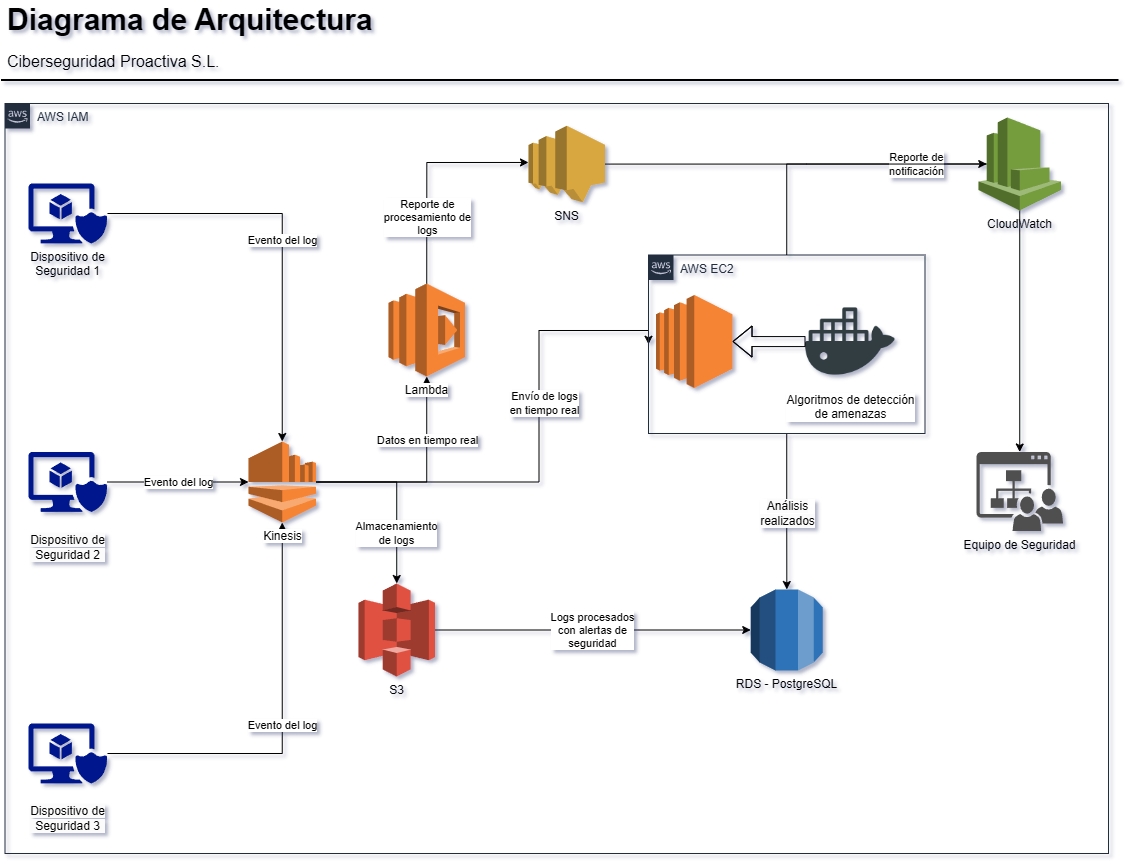 Diagrama de Arquitectura
Ciberseguridad Proactiva S.L.
aws
AWS IAM
Dispositivo de
Seguridad 1
Evento del log
Reporte de
procesamiento de
logs
SNS
Reporte de
notificación
CloudWatch
aws
AWS EC2
Algoritmos de detección
de amenazas
Lambda
Datos en tiempo real
Envío de logs
en tiempo real
Dispositivo de
Seguridad 2
Evento del log
Kinesis
Almacenamiento
de logs
Análisis
realizados
Equipo de Seguridad
S3
Logs procesados
con alertas de
seguridad
RDS - PostgreSQL
Evento del log
Dispositivo de
Seguridad 3